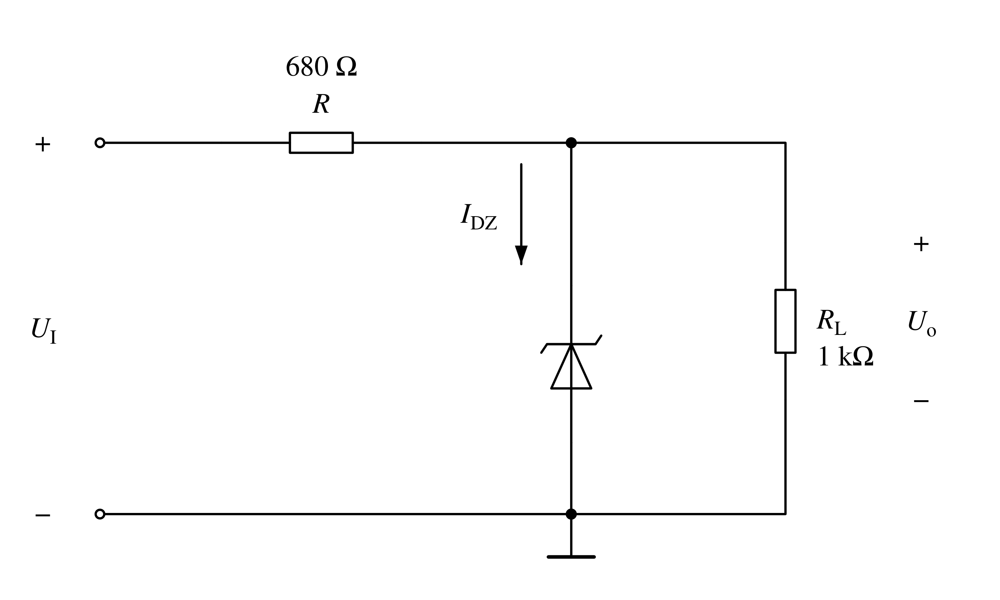 680 Ω
R
+
I_DZ
+
U_I
R_L
U_o
1 kΩ
−
−